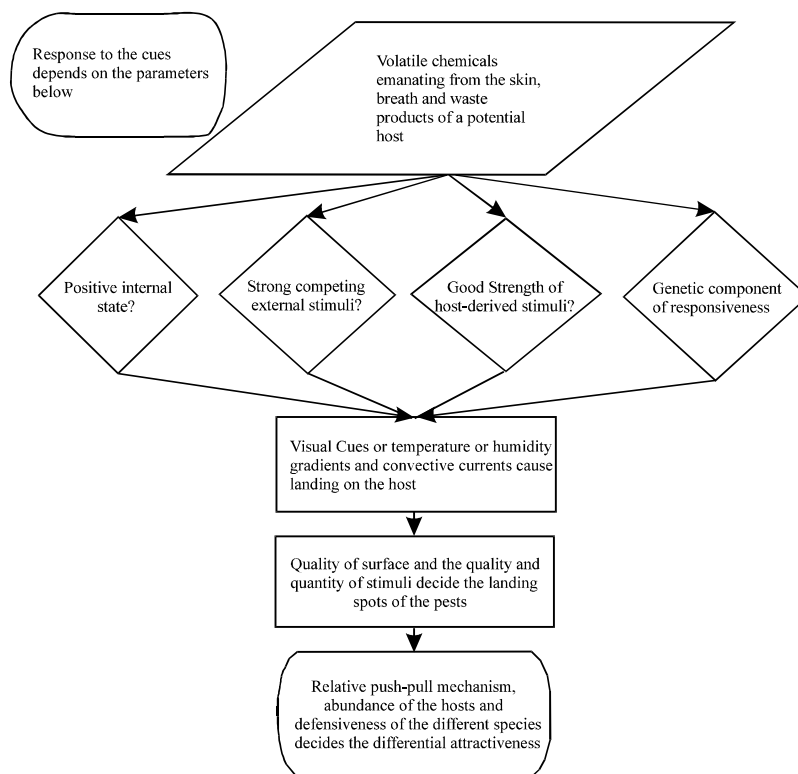 Response to the cues
depends on the parameters
below
Volatile chemicals
emanating from the skin,
breath and waste
products of a potential
host
Positive internal
state?
Strong competing
external stimuli?
Good Strength of
host-derived stimuli?
Genetic component
of responsiveness
Visual Cues or temperature or humidity
gradients and convective currents cause
landing on the host
Quality of surface and the quality and
quantity of stimuli decide the landing
spots of the pests
Relative push-pull mechanism,
abundance of the hosts and
defensiveness of the different species
decides the differential attractiveness